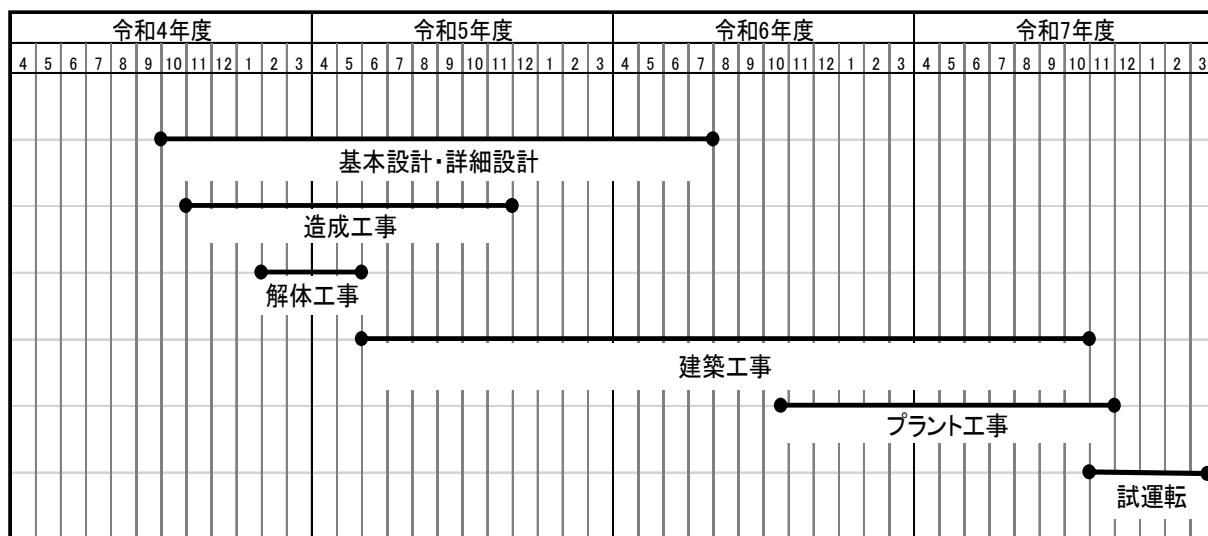 令和4年度 令和5年度 令和6年度 令和7年度
4 5 6 7 8 9 10 11 12 1 2 3 4 5 6 7 8 9 10 11 12 1 2 3 4 5 6 7 8 9 10 11 12 1 2 3 4 5 6 7 8 9 10 11 12 1 2 3
基本設計・詳細設計
造成工事
解体工事
建築工事
プラント工事
試運転